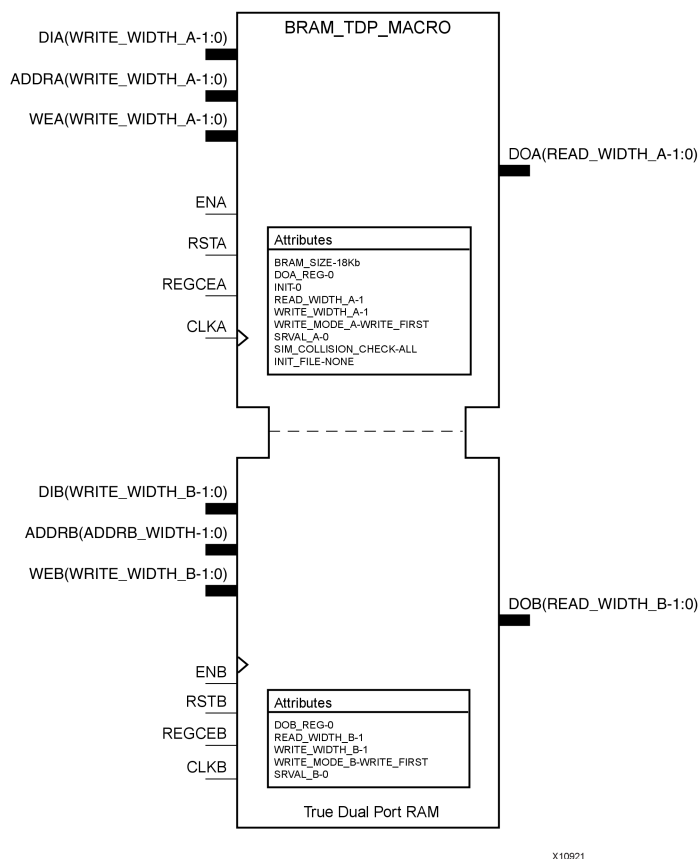 BRAM_TDP_MACRO
DIA(WRITE_WIDTH_A-1:0)
ADDRA(WRITE_WIDTH_A-1:0)
WEA(WRITE_WIDTH_A-1:0)
DOA(READ_WIDTH_A-1:0)
ENA
RSTA
REGCEA
CLKA
Attributes
BRAM_SIZE-18Kb
DOA_REG-0
INIT-0
READ_WIDTH_A-1
WRITE_WIDTH_A-1
WRITE_MODE_A-WRITE_FIRST
SRVAL_A-0
SIM_COLLISION_CHECK-ALL
INIT_FILE-NONE
DIB(WRITE_WIDTH_B-1:0)
ADDRB(ADDRB_WIDTH-1:0)
WEB(WRITE_WIDTH_B-1:0)
DOB(READ_WIDTH_B-1:0)
ENB
RSTB
REGCEB
CLKB
Attributes
DOB_REG-0
READ_WIDTH_B-1
WRITE_WIDTH_B-1
WRITE_MODE_B-WRITE_FIRST
SRVAL_B-0
True Dual Port RAM
X10921